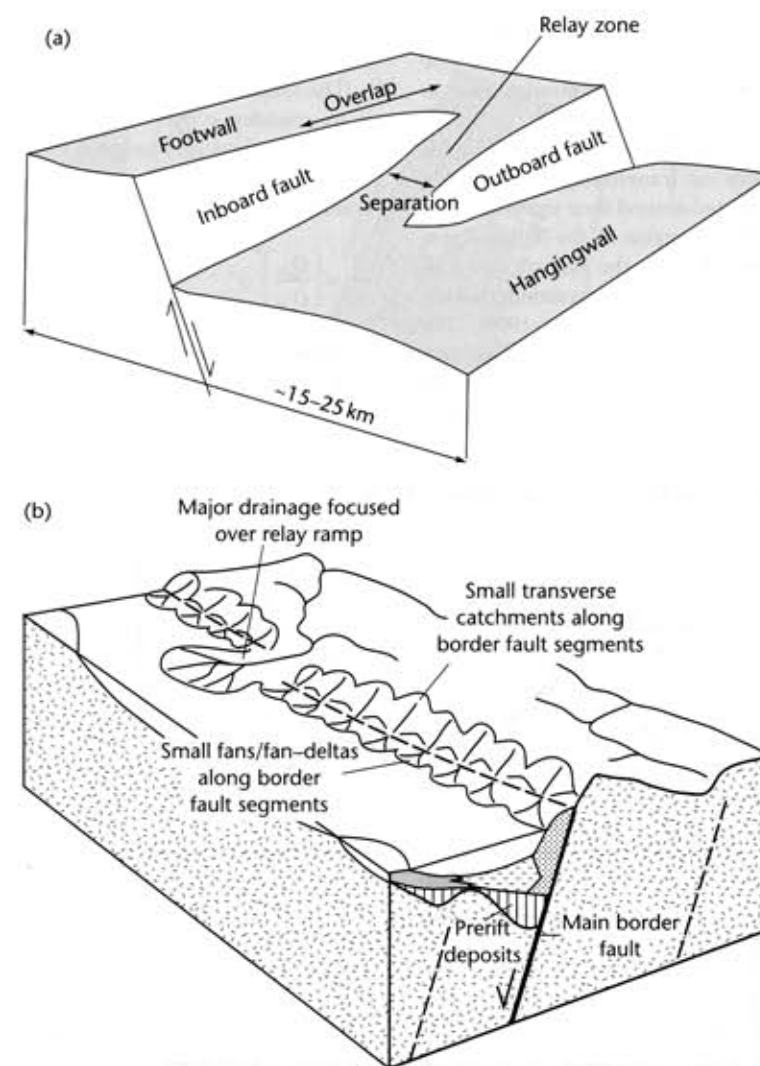 (a)
Relay zone
Overlap
Footwall
Inboard fault
Outboard fault
Separation
Hangingwall
~15–25 km
(b)
Major drainage focused
over relay ramp
Small transverse
catchments along
border fault segments
Small fans/fan–deltas
along border
fault segments
Prerift
deposits
Main border
fault